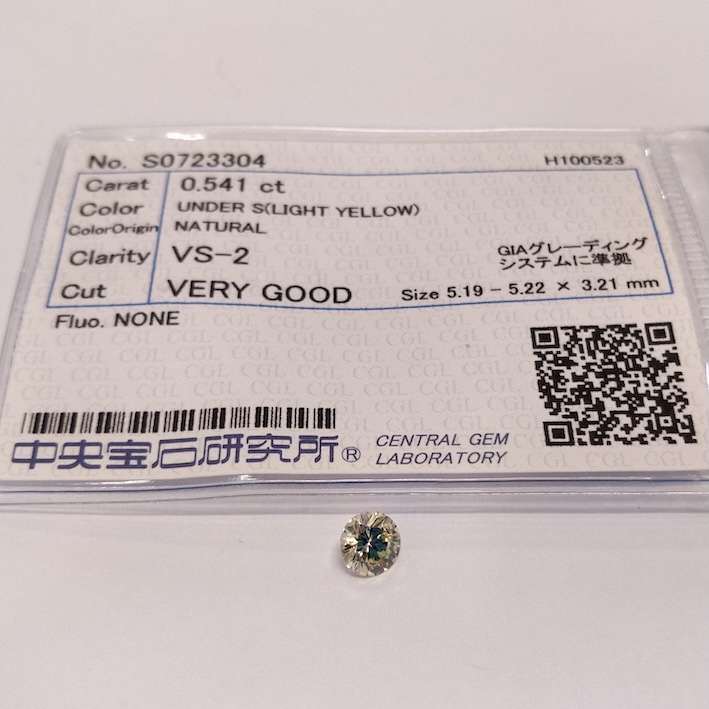 No. S0723304 H100523
Carat 0.541 ct
Color UNDER S(LIGHT YELLOW)
ColorOrigin NATURAL
Clarity VS-2
GIAグレーディング
システムに準拠
Cut VERY GOOD Size 5.19 - 5.22 × 3.21 mm
Fluo. NONE
中央宝石研究所® CENTRAL GEM
LABORATORY